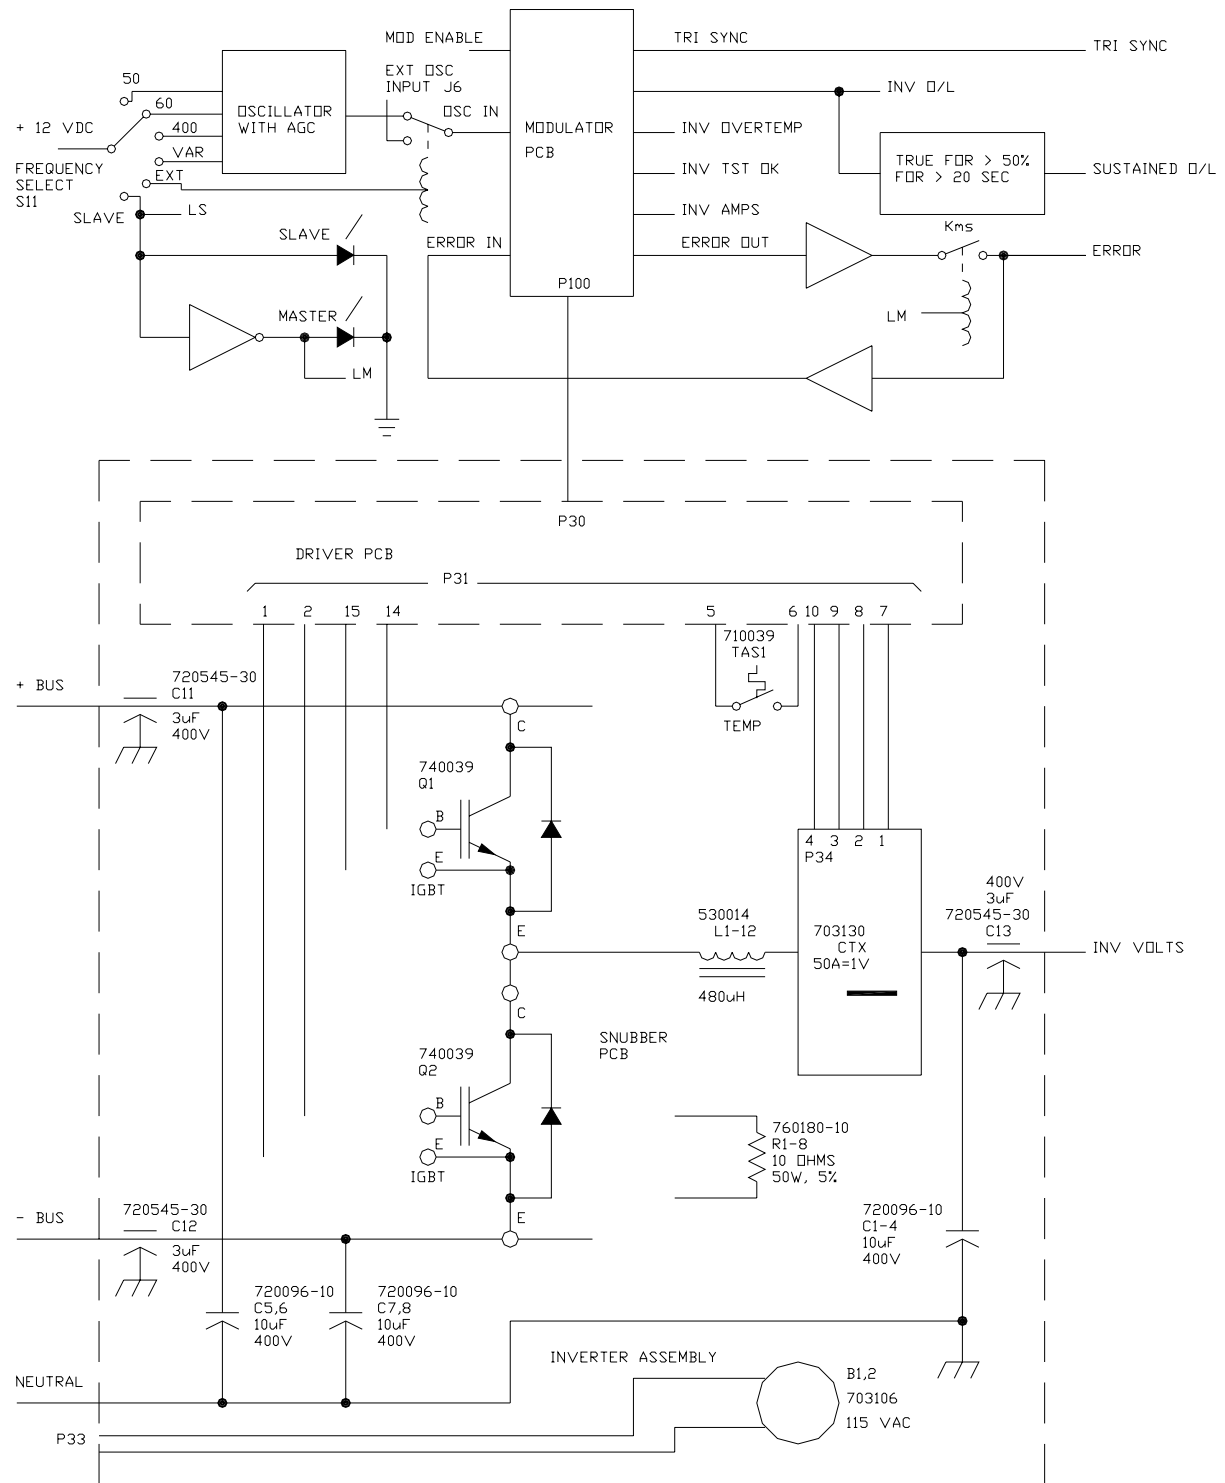 MOD ENABLE
TRI SYNC
TRI SYNC
50
EXT OSC
INPUT J6
INV O/L
60
OSCILLATOR
WITH AGC
OSC IN
+ 12 VDC
400
MODULATOR
PCB
INV OVERTEMP
VAR
TRUE FOR > 50%
FOR > 20 SEC
SUSTAINED O/L
FREQUENCY
SELECT
S11
EXT
INV TST OK
SLAVE
LS
INV AMPS
SLAVE
ERROR IN
ERROR OUT
Kms
ERROR
P100
MASTER
LM
LM
P30
DRIVER PCB
P31
1 2 15 14 5 6 10 9 8 7
710039
TAS1
TEMP
+ BUS
720545-30
C11
3uF
400V
C
740039
Q1
B
E
IGBT
E
4 3 2 1
P34
703130
CTX
50A=1V
530014
L1-12
480uH
400V
3uF
720545-30
C13
INV VOLTS
C
SNUBBER
PCB
740039
Q2
B
E
IGBT
E
760180-10
R1-8
10 OHMS
50W, 5%
- BUS
720545-30
C12
3uF
400V
720096-10
C1-4
10uF
400V
720096-10
C5,6
10uF
400V
720096-10
C7,8
10uF
400V
INVERTER ASSEMBLY
NEUTRAL
B1,2
703106
115 VAC
P33